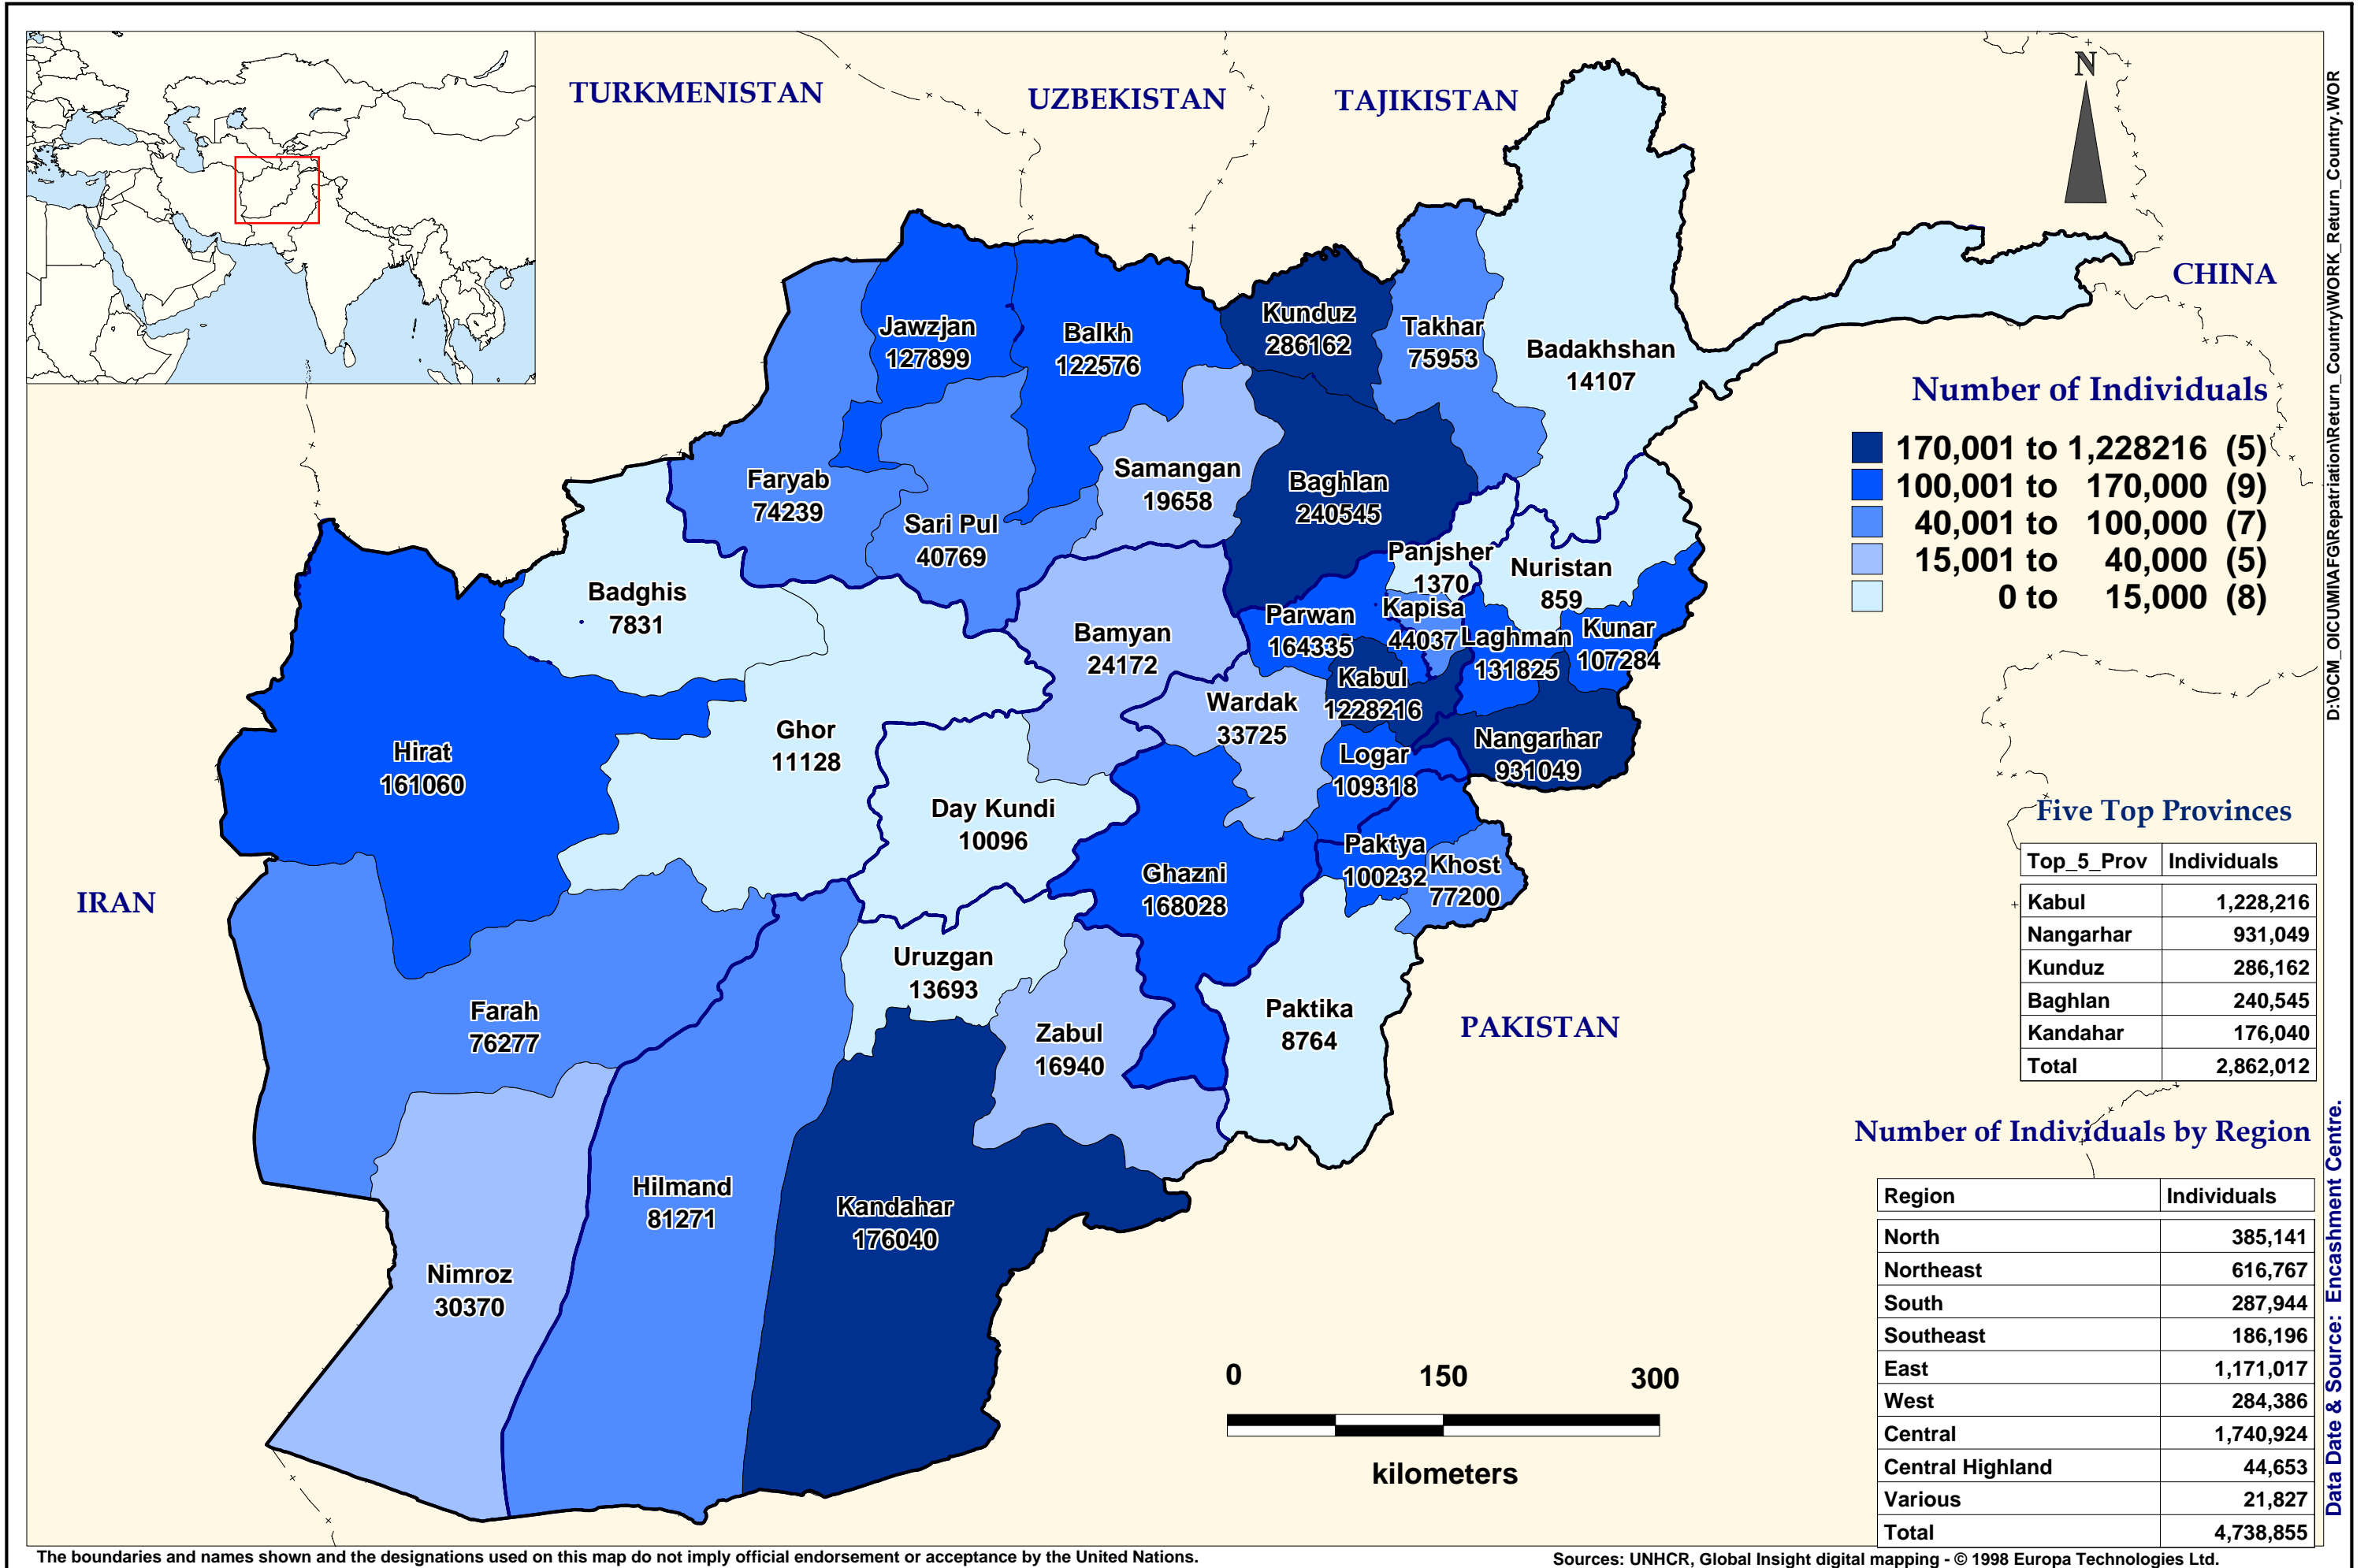 TURKMENISTAN
UZBEKISTAN
TAJIKISTAN
N
CHINA
Jawzjan
127899
Balkh
122576
Kunduz
286162
Takhar
75953
Badakhshan
14107
Faryab
74239
Sari Pul
40769
Samangan
19658
Baghlan
240545
Panjsher
1370
Nuristan
859
Badghis
7831
Bamyan
24172
Parwan
164335
Kapisa
44037
Laghman
131825
Kunar
107284
Kabul
1228216
Wardak
33725
Nangarhar
931049
Logar
109318
Hirat
161060
Ghor
11128
Day Kundi
10096
Ghazni
168028
Paktya
100232
Khost
77200
IRAN
Uruzgan
13693
Farah
76277
Zabul
16940
Paktika
8764
PAKISTAN
Hilmand
81271
Kandahar
176040
Nimroz
30370
Number of Individuals
170,001 to 1,228216 (5)
100,001 to 170,000 (9)
40,001 to 100,000 (7)
15,001 to 40,000 (5)
0 to 15,000 (8)
Five Top Provinces
Top_5_Prov Individuals
Kabul 1,228,216
Nangarhar 931,049
Kunduz 286,162
Baghlan 240,545
Kandahar 176,040
Total 2,862,012
Number of Individuals by Region
Region Individuals
North 385,141
Northeast 616,767
South 287,944
Southeast 186,196
East 1,171,017
West 284,386
Central 1,740,924
Central Highland 44,653
Various 21,827
Total 4,738,855
0 150 300
kilometers
D:\OCM_OICU\MIAFG\Repatriation\Return_Country\WORK_Return_Country.WOR
Data Date & Source: Encashment Centre.
The boundaries and names shown and the designations used on this map do not imply official endorsement or acceptance by the United Nations.
Sources: UNHCR, Global Insight digital mapping - © 1998 Europa Technologies Ltd.